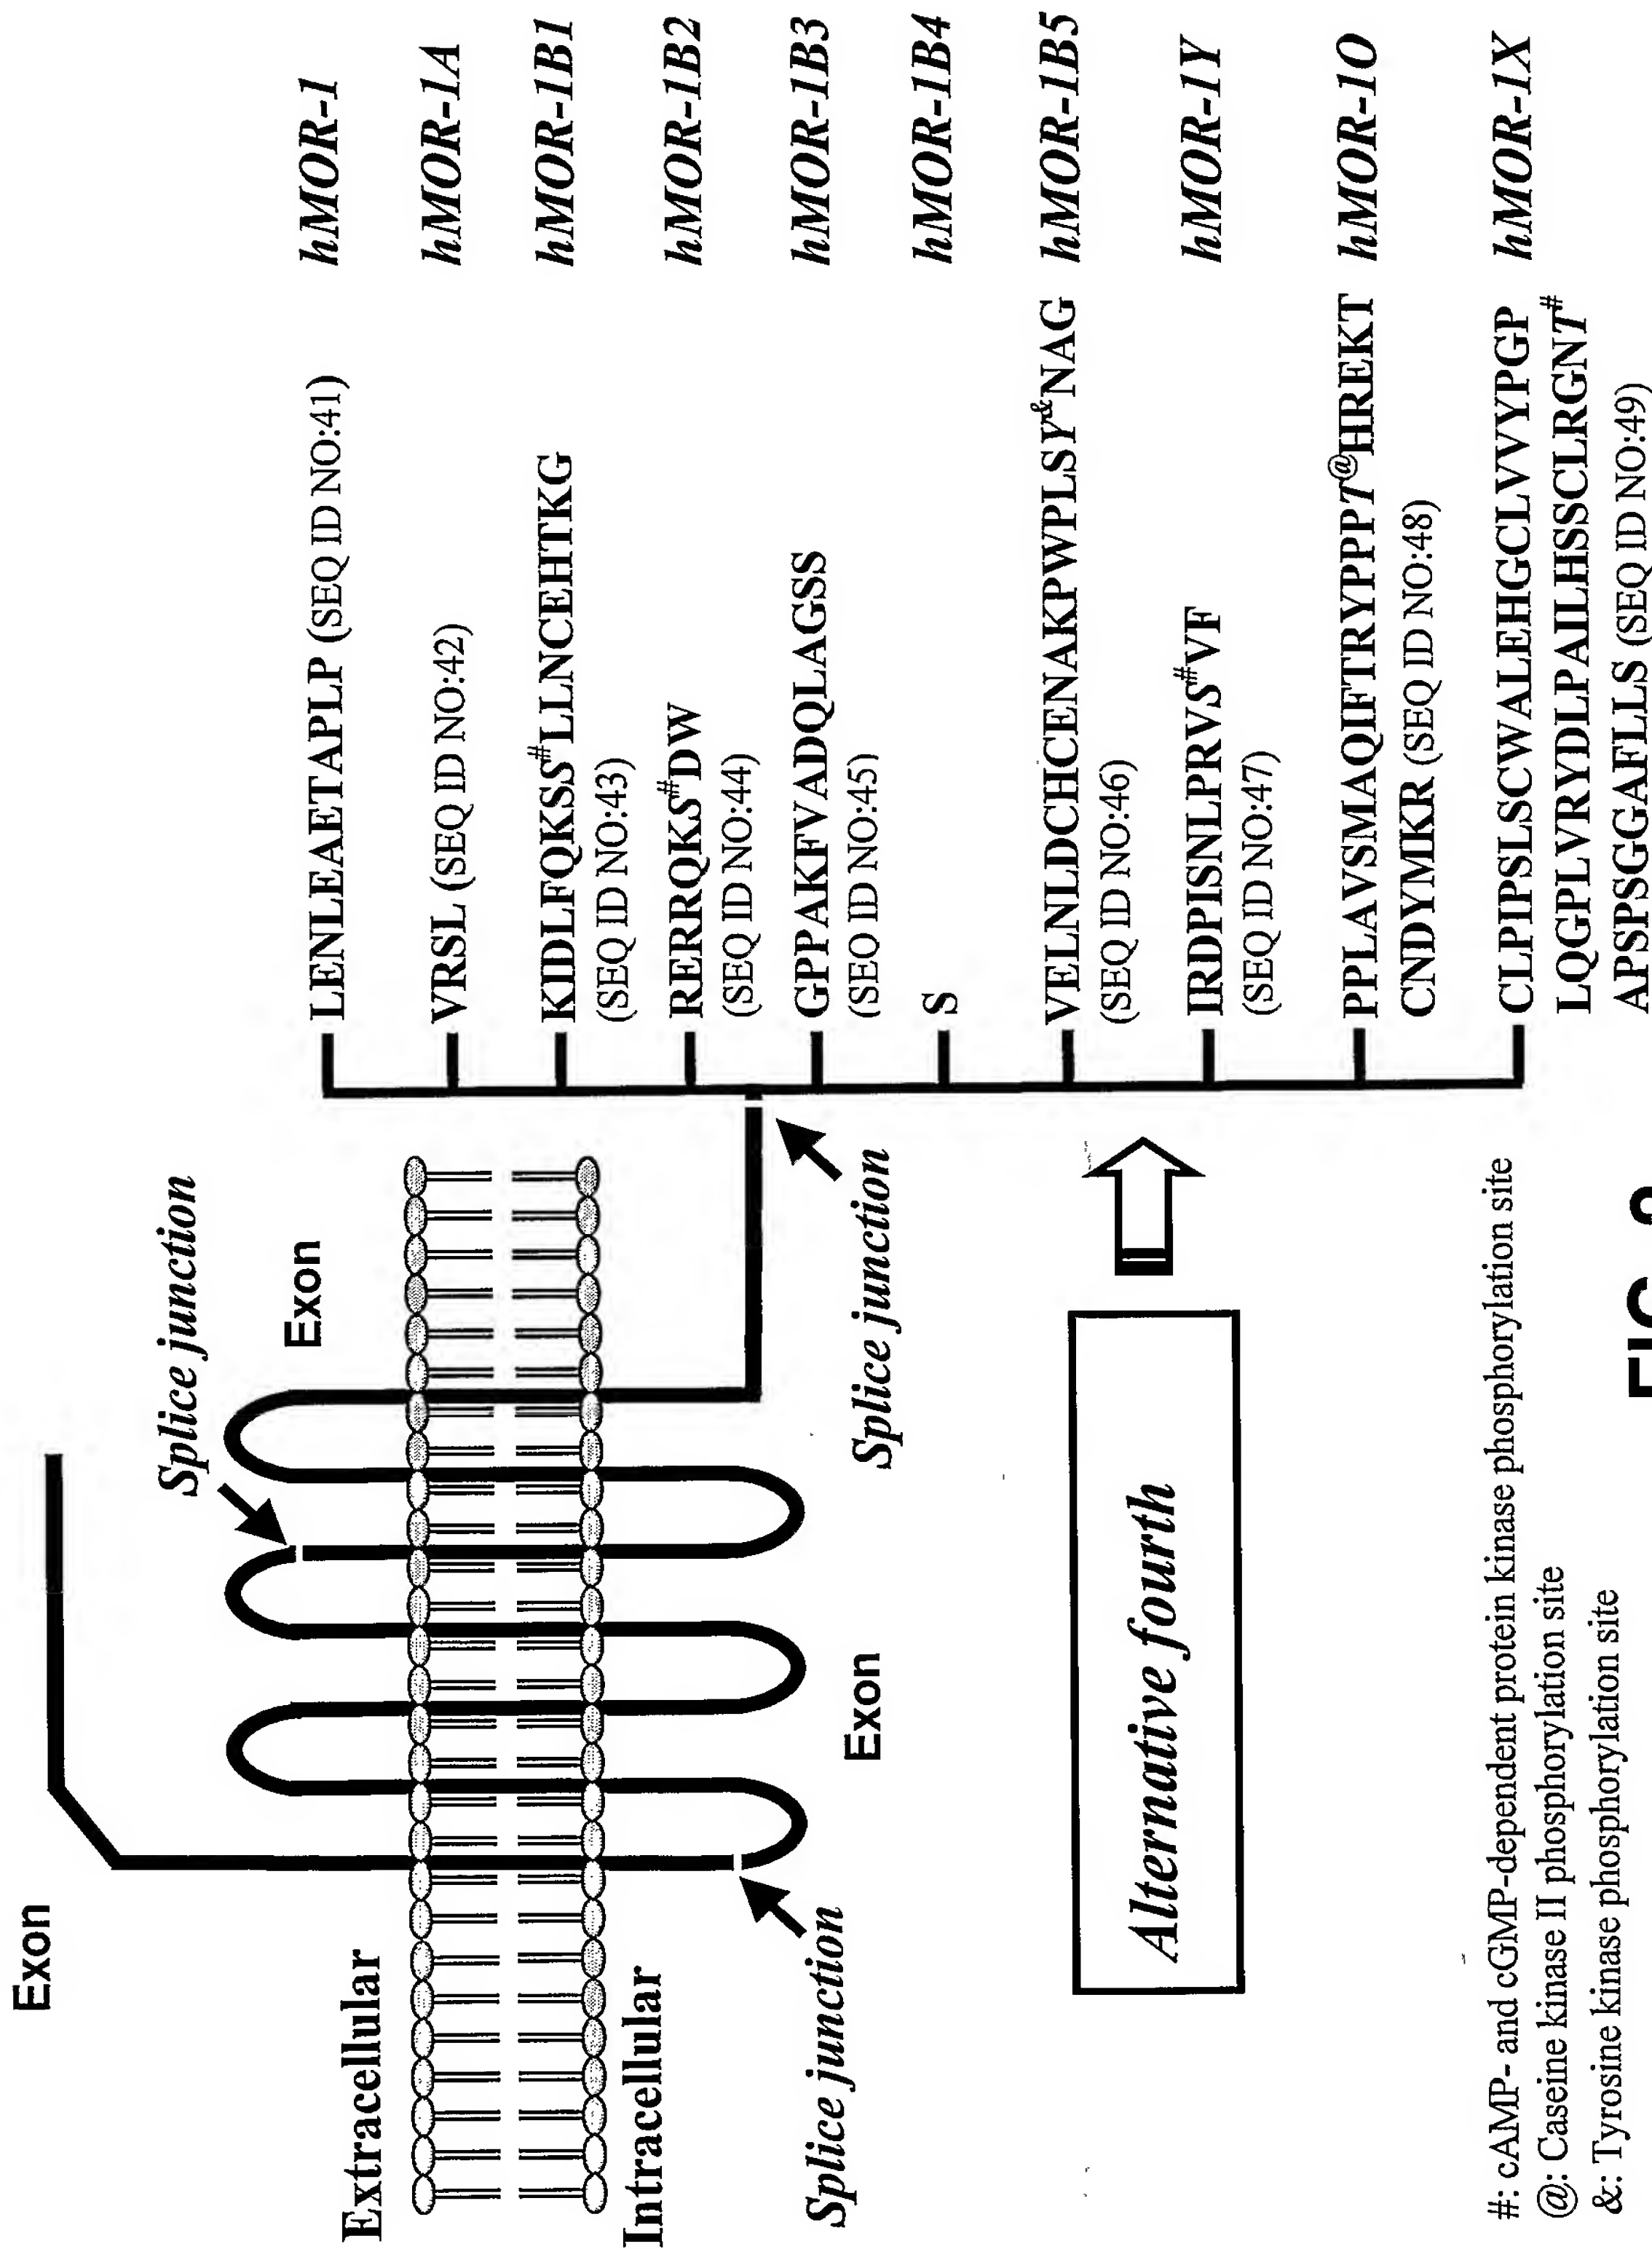 Exon
Splice junction
Exon
Extracellular
Intracellular
Splice junction
Exon
Splice junction
Alternative fourth
LENLEAETAPLP (SEQ ID NO:41) hMOR-1
VRSL (SEQ ID NO:42) hMOR-1A
KIDLFQKSS#LLNCEHTKG hMOR-1B1
(SEQ ID NO:43)
RERRQKS#DW hMOR-1B2
(SEQ ID NO:44)
GPPAKFVADQLAGSS hMOR-1B3
(SEQ ID NO:45)
S hMOR-1B4
VELNLDCHCENAKPWPLSY&NAG hMOR-1B5
(SEQ ID NO:46)
IRDPISNLPRVS#VF hMOR-1Y
(SEQ ID NO:47)
PPLAVSMAQIFTRYPPPT@HREKT hMOR-1O
CNDYMKR (SEQ ID NO:48)
CLPIPSLSCWALEHGCLVVYPGP hMOR-1X
LQGPLVRYDLPAILHSSCLRGNT#
APSPSGGAFLLS (SEQ ID NO:49)
#: cAMP- and cGMP-dependent protein kinase phosphorylation site
@: Caseine kinase II phosphorylation site
&: Tyrosine kinase phosphorylation site